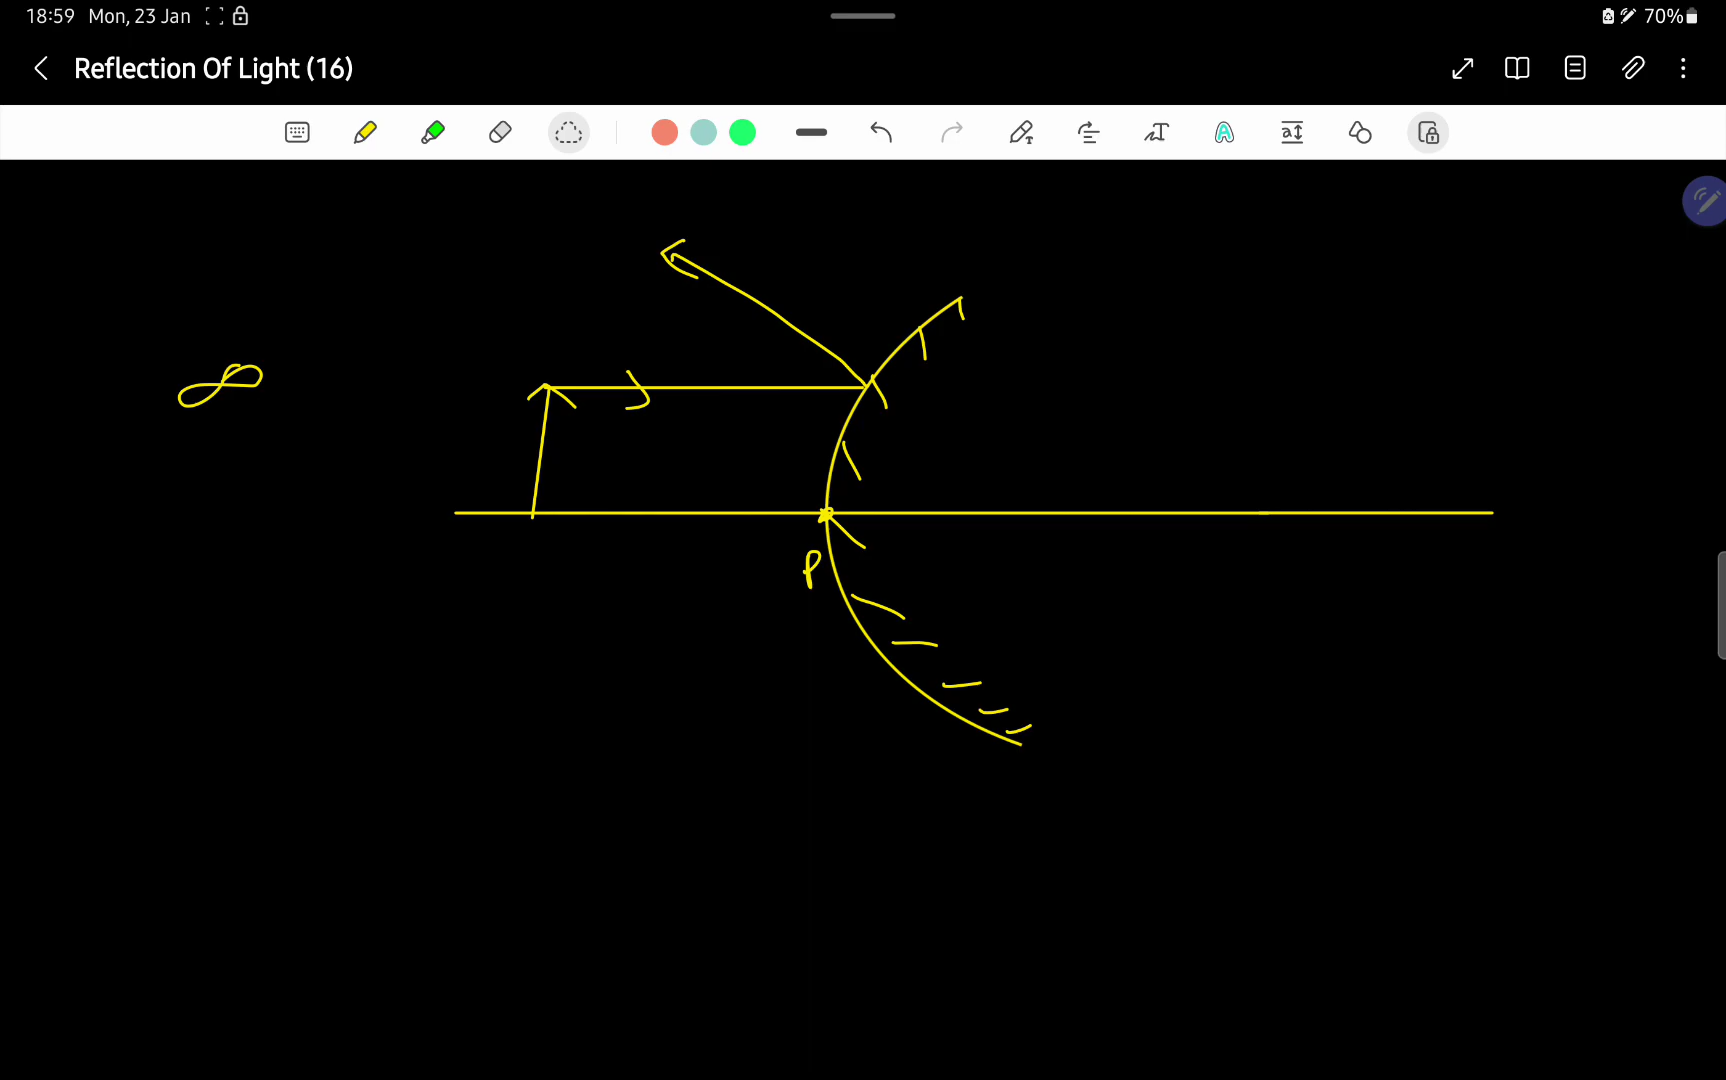 18:59 Mon, 23 Jan
70%
Reflection Of Light (16)
∞
P